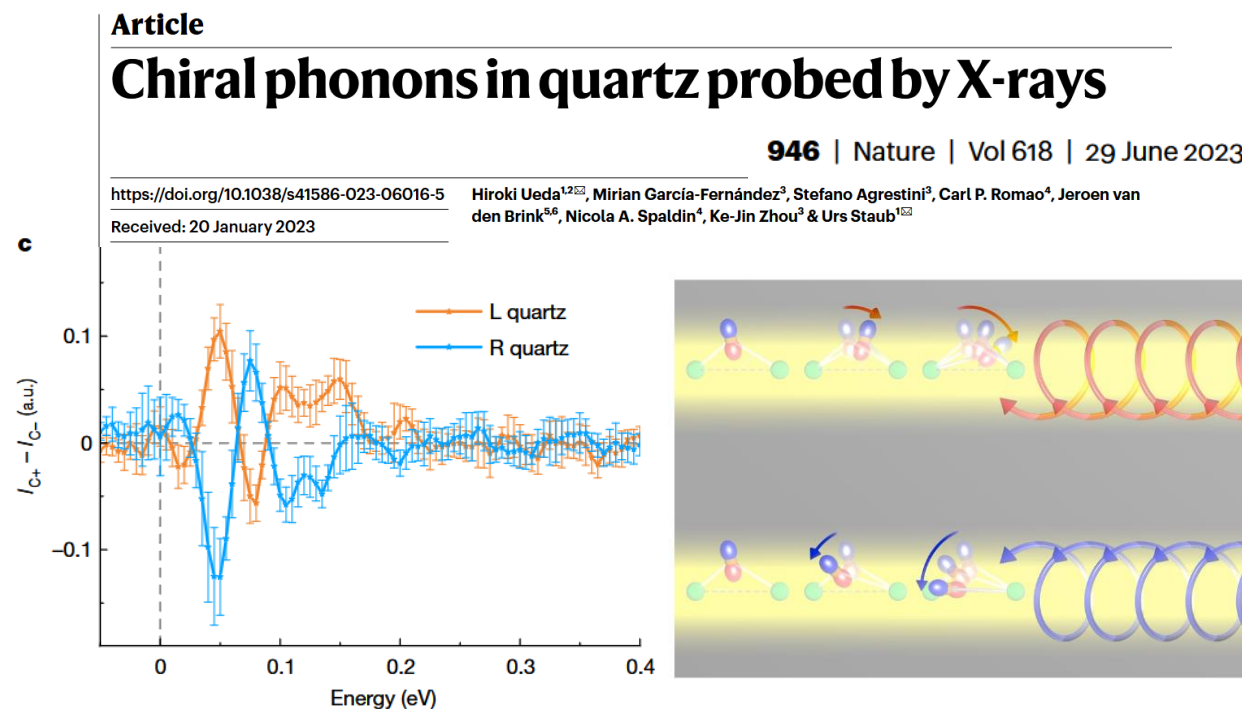 Article
Chiral phonons in quartz probed by X-rays
946 | Nature | Vol 618 | 29 June 2023
https://doi.org/10.1038/s41586-023-06016-5
Received: 20 January 2023
Hiroki Ueda1,2✉, Mirian García-Fernández3, Stefano Agrestini3, Carl P. Romao4, Jeroen van
den Brink5,6, Nicola A. Spaldin4, Ke-Jin Zhou3 & Urs Staub1✉
c
L quartz
R quartz
0.1
0
−0.1
IC+ − IC− (a.u.)
0 0.1 0.2 0.3 0.4
Energy (eV)